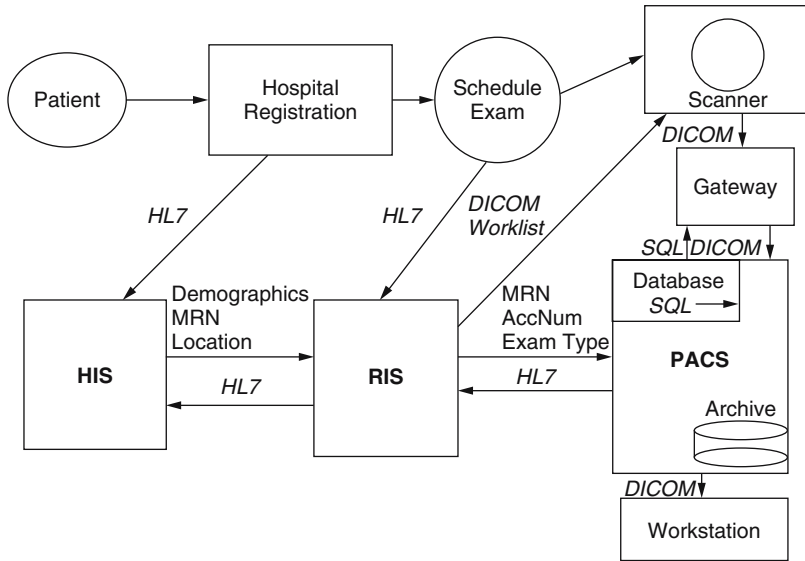 Patient
Hospital
Registration
Schedule
Exam
Scanner
DICOM
Gateway
HL7
HL7
DICOM
Worklist
SQL DICOM
Database
SQL
Demographics
MRN
Location
MRN
AccNum
Exam Type
HIS
RIS
PACS
HL7
HL7
Archive
DICOM
Workstation